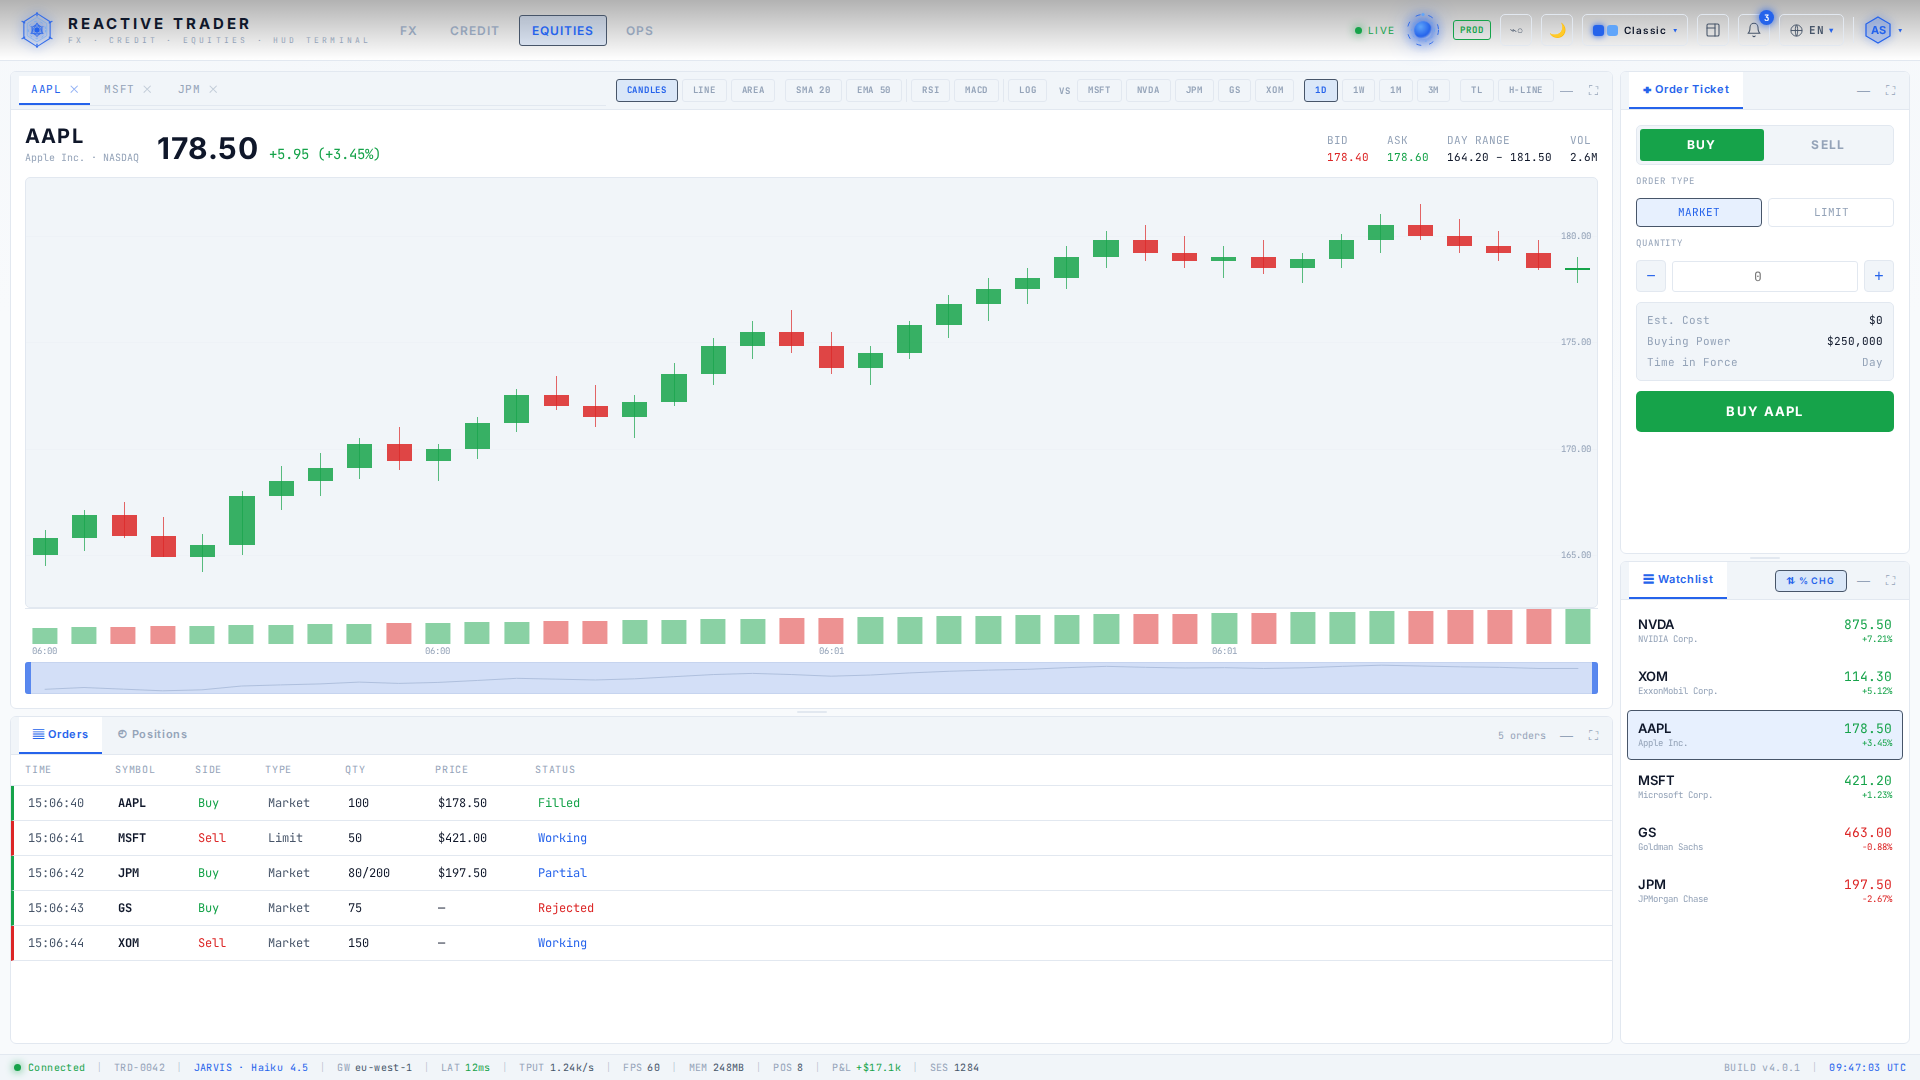 REACTIVE TRADER
FX · CREDIT · EQUITIES · HUD TERMINAL
FX CREDIT EQUITIES OPS
LIVE PROD Classic 3 EN AS
AAPL MSFT JPM
CANDLES LINE AREA SMA 20 EMA 50 RSI MACD LOG VS MSFT NVDA JPM GS XOM 1D 1W 1M 3M TL H-LINE
AAPL
Apple Inc. · NASDAQ
178.50 +5.95 (+3.45%)
BID ASK DAY RANGE VOL
178.40 178.60 164.20 – 181.50 2.6M
180.00
175.00
170.00
165.00
06:00 06:00 06:01 06:01
Orders Positions
5 orders
TIME SYMBOL SIDE TYPE QTY PRICE STATUS
15:06:40 AAPL Buy Market 100 $178.50 Filled
15:06:41 MSFT Sell Limit 50 $421.00 Working
15:06:42 JPM Buy Market 80/200 $197.50 Partial
15:06:43 GS Buy Market 75 — Rejected
15:06:44 XOM Sell Market 150 — Working
Order Ticket
BUY SELL
ORDER TYPE
MARKET LIMIT
QUANTITY
− 0 +
Est. Cost $0
Buying Power $250,000
Time in Force Day
BUY AAPL
Watchlist
⇅ % CHG
NVDA 875.50
NVIDIA Corp. +7.21%
XOM 114.30
ExxonMobil Corp. +5.12%
AAPL 178.50
Apple Inc. +3.45%
MSFT 421.20
Microsoft Corp. +1.23%
GS 463.00
Goldman Sachs -0.88%
JPM 197.50
JPMorgan Chase -2.67%
Connected TRD-0042 JARVIS · Haiku 4.5 GW eu-west-1 LAT 12ms TPUT 1.24k/s FPS 60 MEM 248MB POS 8 P&L +$17.1k SES 1284
BUILD v4.0.1 09:47:03 UTC